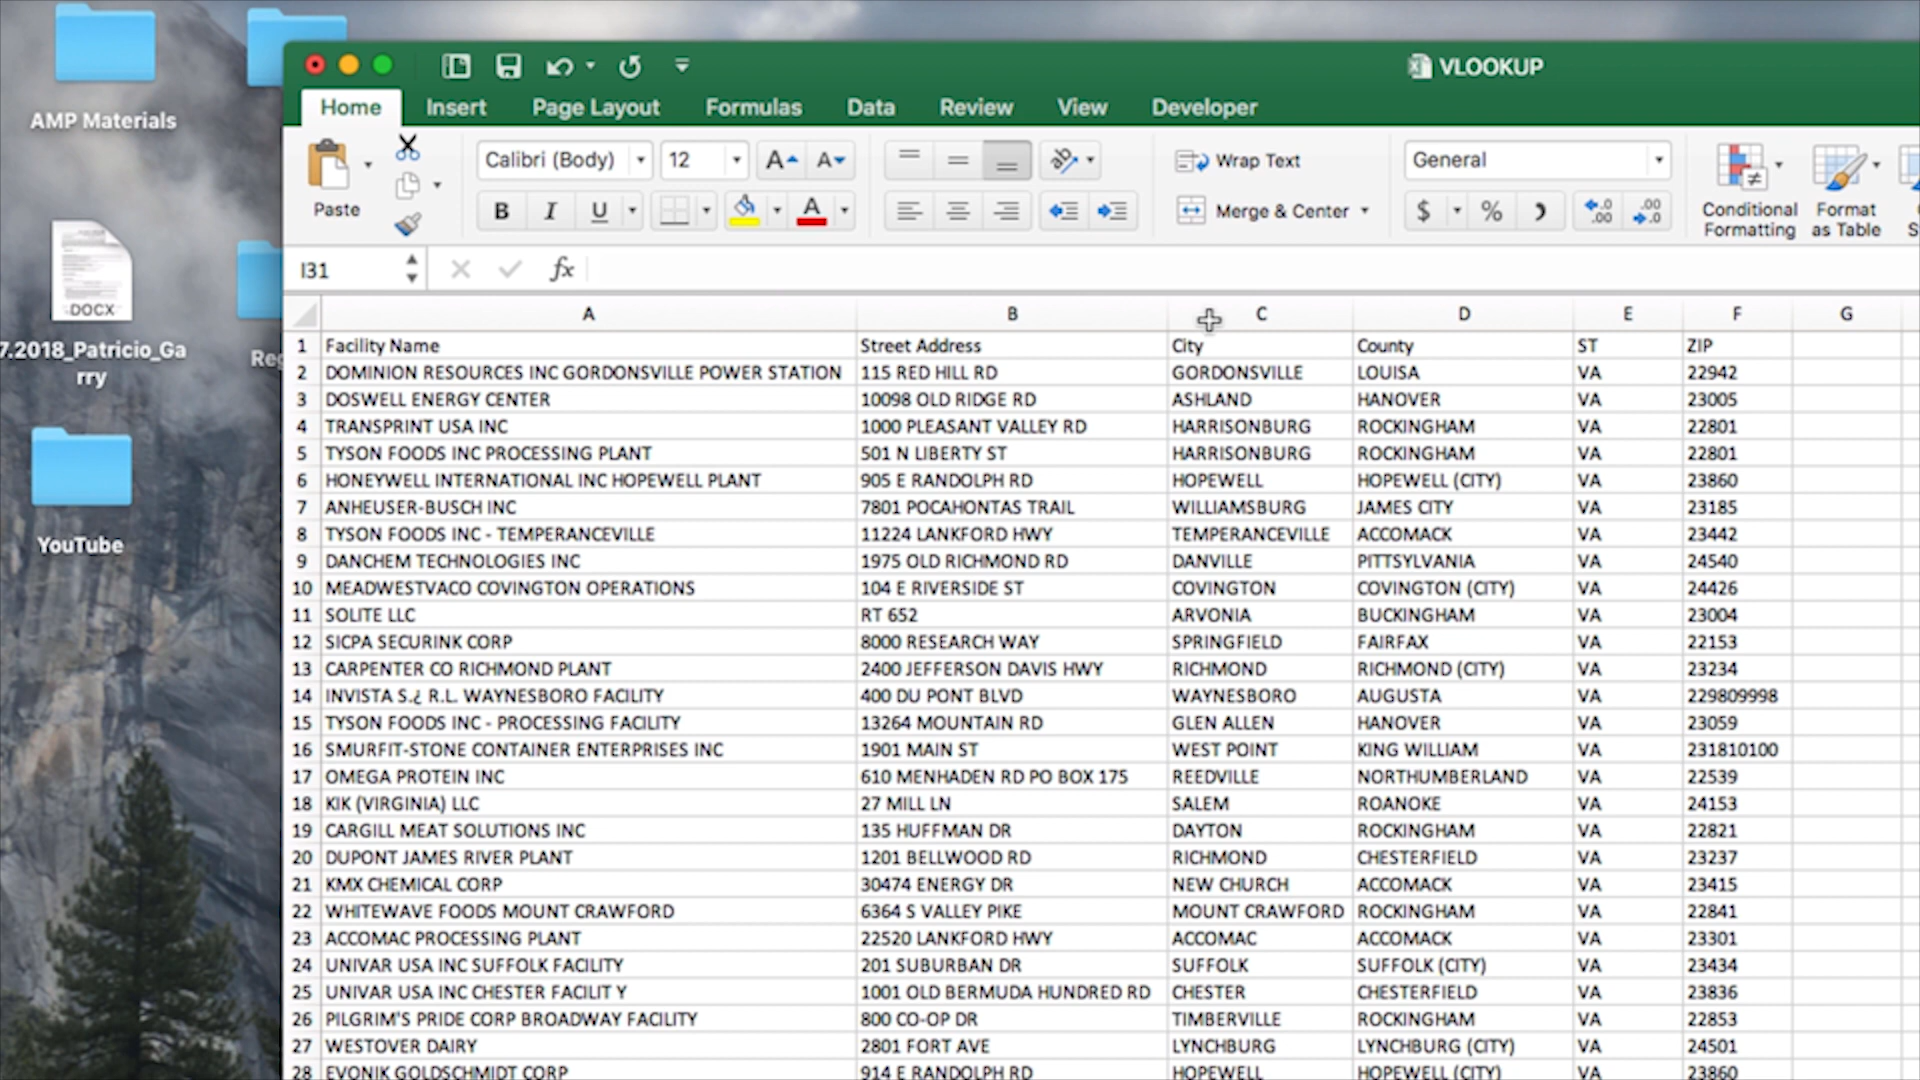 AMP Materials
DOCX
7.2018_Patricio_Ga
rry
Reg
YouTube
VLOOKUP
Home Insert Page Layout Formulas Data Review View Developer
Paste
Calibri (Body) 12
A A
B I U A
Wrap Text
Merge & Center
General
$ % )
.0 .00
.00 .0
Conditional Formatting
Format as Table
I31 fx
A B C D E F G
1 Facility Name Street Address City County ST ZIP
2 DOMINION RESOURCES INC GORDONSVILLE POWER STATION 115 RED HILL RD GORDONSVILLE LOUISA VA 22942
3 DOSWELL ENERGY CENTER 10098 OLD RIDGE RD ASHLAND HANOVER VA 23005
4 TRANSPRINT USA INC 1000 PLEASANT VALLEY RD HARRISONBURG ROCKINGHAM VA 22801
5 TYSON FOODS INC PROCESSING PLANT 501 N LIBERTY ST HARRISONBURG ROCKINGHAM VA 22801
6 HONEYWELL INTERNATIONAL INC HOPEWELL PLANT 905 E RANDOLPH RD HOPEWELL HOPEWELL (CITY) VA 23860
7 ANHEUSER-BUSCH INC 7801 POCAHONTAS TRAIL WILLIAMSBURG JAMES CITY VA 23185
8 TYSON FOODS INC - TEMPERANCEVILLE 11224 LANKFORD HWY TEMPERANCEVILLE ACCOMACK VA 23442
9 DANCHEM TECHNOLOGIES INC 1975 OLD RICHMOND RD DANVILLE PITTSYLVANIA VA 24540
10 MEADWESTVACO COVINGTON OPERATIONS 104 E RIVERSIDE ST COVINGTON COVINGTON (CITY) VA 24426
11 SOLITE LLC RT 652 ARVONIA BUCKINGHAM VA 23004
12 SICPA SECURINK CORP 8000 RESEARCH WAY SPRINGFIELD FAIRFAX VA 22153
13 CARPENTER CO RICHMOND PLANT 2400 JEFFERSON DAVIS HWY RICHMOND RICHMOND (CITY) VA 23234
14 INVISTA S.¿ R.L. WAYNESBORO FACILITY 400 DU PONT BLVD WAYNESBORO AUGUSTA VA 229809998
15 TYSON FOODS INC - PROCESSING FACILITY 13264 MOUNTAIN RD GLEN ALLEN HANOVER VA 23059
16 SMURFIT-STONE CONTAINER ENTERPRISES INC 1901 MAIN ST WEST POINT KING WILLIAM VA 231810100
17 OMEGA PROTEIN INC 610 MENHADEN RD PO BOX 175 REEDVILLE NORTHUMBERLAND VA 22539
18 KIK (VIRGINIA) LLC 27 MILL LN SALEM ROANOKE VA 24153
19 CARGILL MEAT SOLUTIONS INC 135 HUFFMAN DR DAYTON ROCKINGHAM VA 22821
20 DUPONT JAMES RIVER PLANT 1201 BELLWOOD RD RICHMOND CHESTERFIELD VA 23237
21 KMX CHEMICAL CORP 30474 ENERGY DR NEW CHURCH ACCOMACK VA 23415
22 WHITEWAVE FOODS MOUNT CRAWFORD 6364 S VALLEY PIKE MOUNT CRAWFORD ROCKINGHAM VA 22841
23 ACCOMAC PROCESSING PLANT 22520 LANKFORD HWY ACCOMAC ACCOMACK VA 23301
24 UNIVAR USA INC SUFFOLK FACILITY 201 SUBURBAN DR SUFFOLK SUFFOLK (CITY) VA 23434
25 UNIVAR USA INC CHESTER FACILIT Y 1001 OLD BERMUDA HUNDRED RD CHESTER CHESTERFIELD VA 23836
26 PILGRIM'S PRIDE CORP BROADWAY FACILITY 800 CO-OP DR TIMBERVILLE ROCKINGHAM VA 22853
27 WESTOVER DAIRY 2801 FORT AVE LYNCHBURG LYNCHBURG (CITY) VA 24501
28 EVONIK GOLDSCHMIDT CORP 914 E RANDOLPH RD HOPEWELL HOPEWELL (CITY) VA 23860